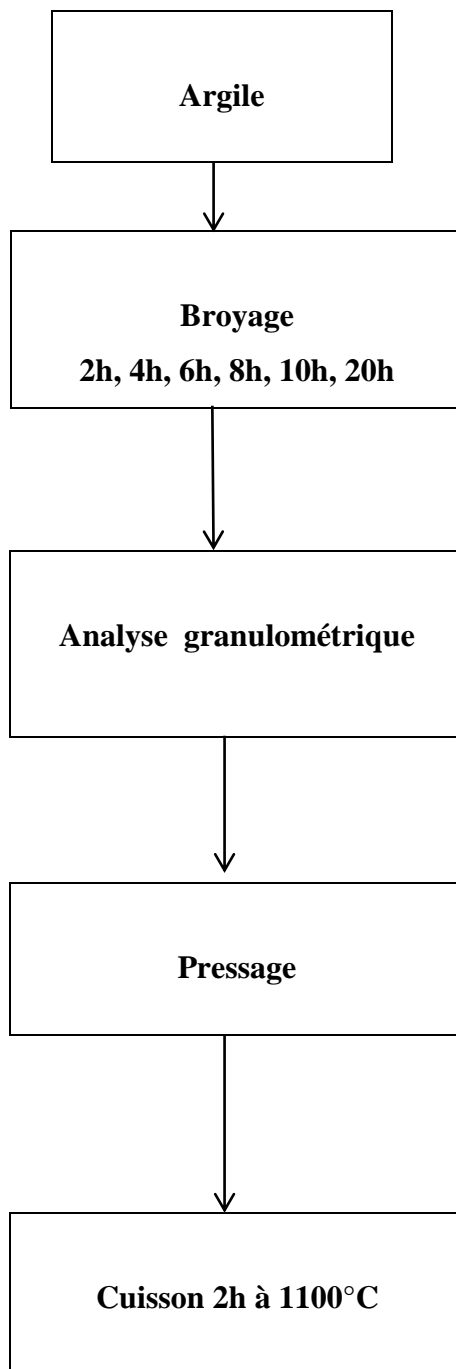 Argile
Broyage
2h, 4h, 6h, 8h, 10h, 20h
Analyse granulométrique
Pressage
Cuisson 2h à 1100°C